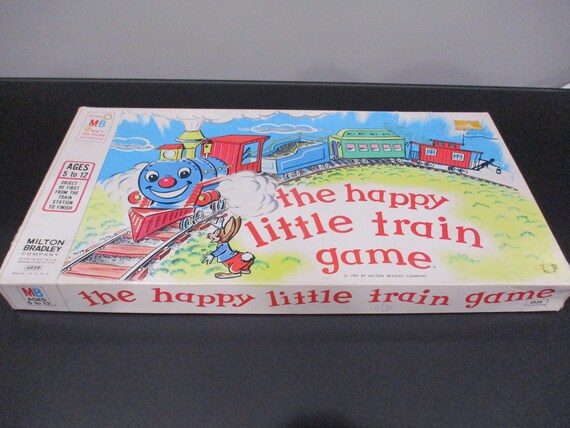 MB
AGES
5 to 12
OBJECT:
BE FIRST
FROM THE
TRAIN
STATION
TO FINISH
MILTON
BRADLEY
COMPANY
the happy
little train
game
MB
AGES
5 to 12
the happy little train game